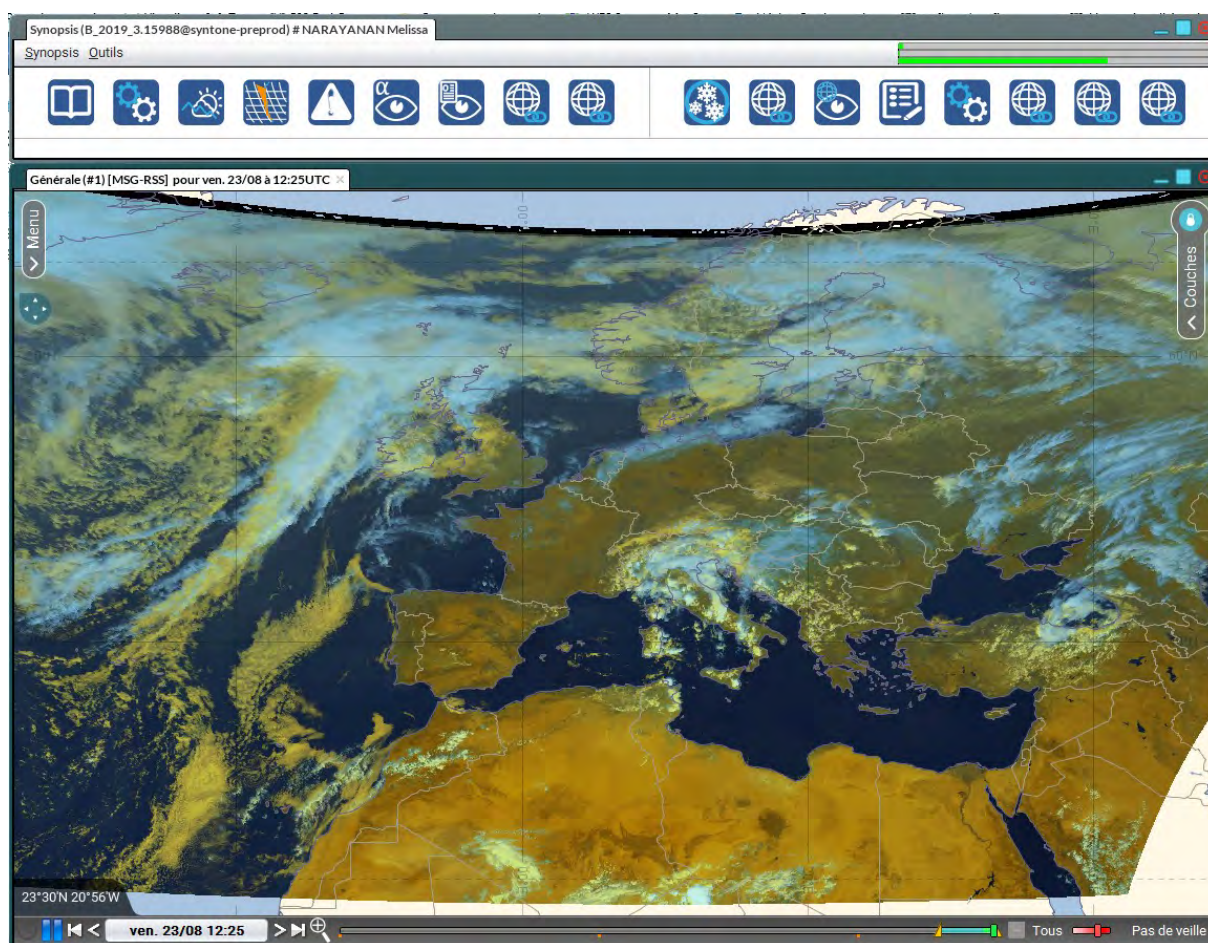 Synopsis (B_2019_3.15988@syntone-preprod) # NARAYANAN Melissa
Synopsis Outils
α
Générale (#1) [MSG-RSS] pour ven. 23/08 à 12:25UTC
Menu
Couches
23°30'N 20°56'W
ven. 23/08 12:25
Tous
Pas de veille